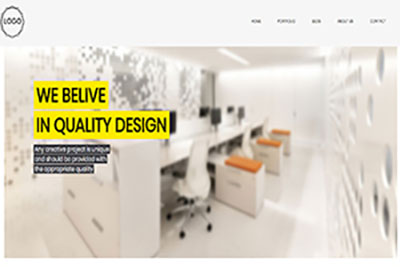 LOGO
HOME PORTFOLIO BLOG ABOUT US CONTACT
WE BELIVE
IN QUALITY DESIGN
Any creative project is unique
and should be provided with
the appropriate quality